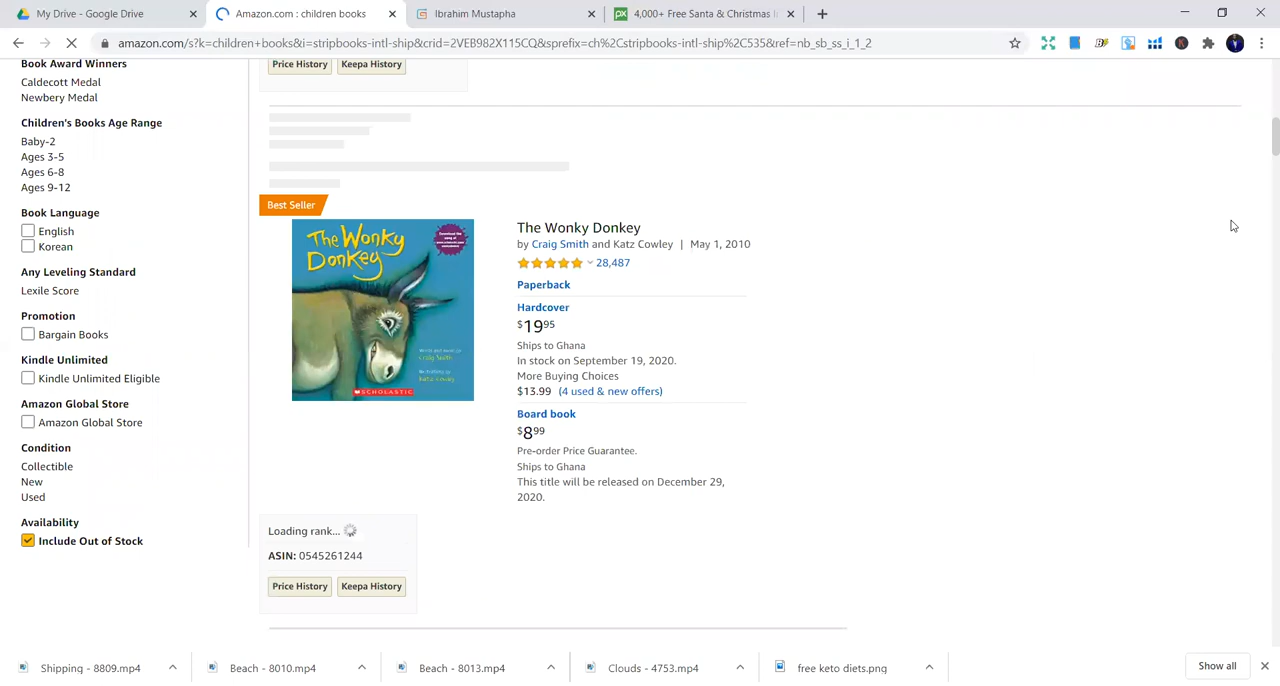 My Drive - Google Drive
Amazon.com : children books
Ibrahim Mustapha
4,000+ Free Santa & Christmas
amazon.com/s?k=children+books&i=stripbooks-intl-ship&crid=2VEB982X115CQ&sprefix=ch%2Cstripbooks-intl-ship%2C535&ref=nb_sb_ss_i_1_2
Book Award Winners
Caldecott Medal
Newbery Medal
Children's Books Age Range
Baby-2
Ages 3-5
Ages 6-8
Ages 9-12
Book Language
English
Korean
Any Leveling Standard
Lexile Score
Promotion
Bargain Books
Kindle Unlimited
Kindle Unlimited Eligible
Amazon Global Store
Amazon Global Store
Condition
Collectible
New
Used
Availability
Include Out of Stock
Price History Keepa History
Best Seller
The Wonky
Donkey
SCHOLASTIC
The Wonky Donkey
by Craig Smith and Katz Cowley | May 1, 2010
28,487
Paperback
Hardcover
$19.95
Ships to Ghana
In stock on September 19, 2020.
More Buying Choices
$13.99 (4 used & new offers)
Board book
$8.99
Pre-order Price Guarantee.
Ships to Ghana
This title will be released on December 29,
2020.
Loading rank...
ASIN: 0545261244
Price History Keepa History
Shipping - 8809.mp4
Beach - 8010.mp4
Beach - 8013.mp4
Clouds - 4753.mp4
free keto diets.png
Show all